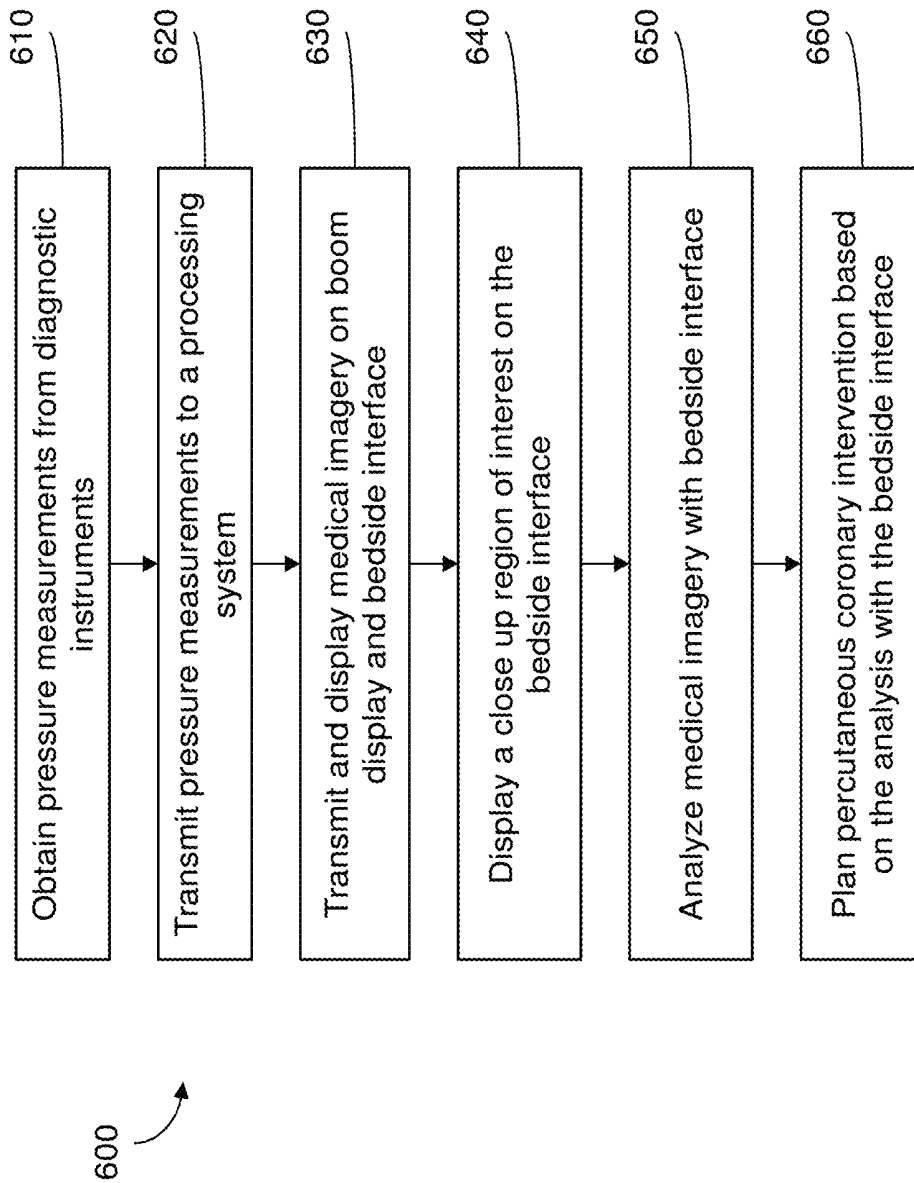 600
610
Obtain pressure measurements from diagnostic
instruments
620
Transmit pressure measurements to a processing
system
630
Transmit and display medical imagery on boom
display and bedside interface
640
Display a close up region of interest on the
bedside interface
650
Analyze medical imagery with bedside interface
660
Plan percutaneous coronary intervention based
on the analysis with the bedside interface